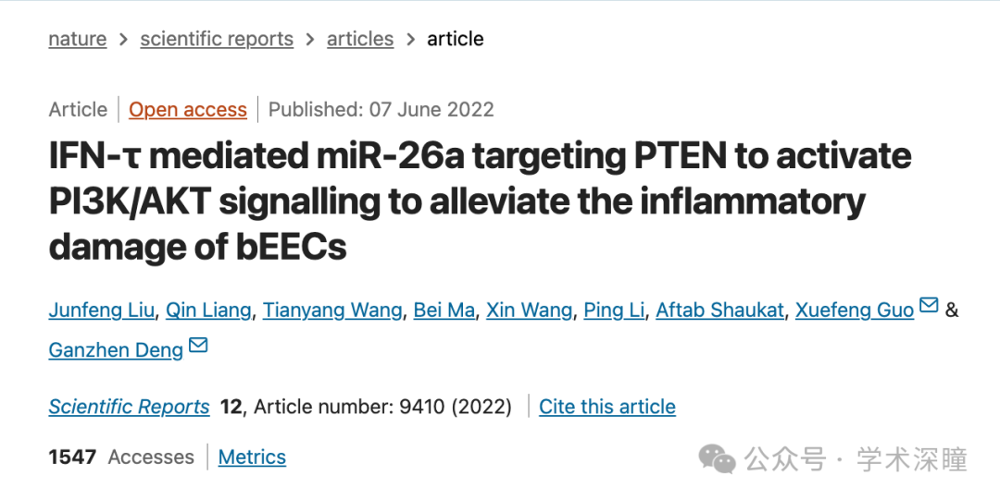 nature > scientific reports > articles > article
Article | Open access | Published: 07 June 2022
IFN-τ mediated miR-26a targeting PTEN to activate
PI3K/AKT signalling to alleviate the inflammatory
damage of bEECs
Junfeng Liu, Qin Liang, Tianyang Wang, Bei Ma, Xin Wang, Ping Li, Aftab Shaukat, Xuefeng Guo &
Ganzhen Deng
Scientific Reports 12, Article number: 9410 (2022) | Cite this article
1547 Accesses | Metrics
公众号 · 学术深瞳